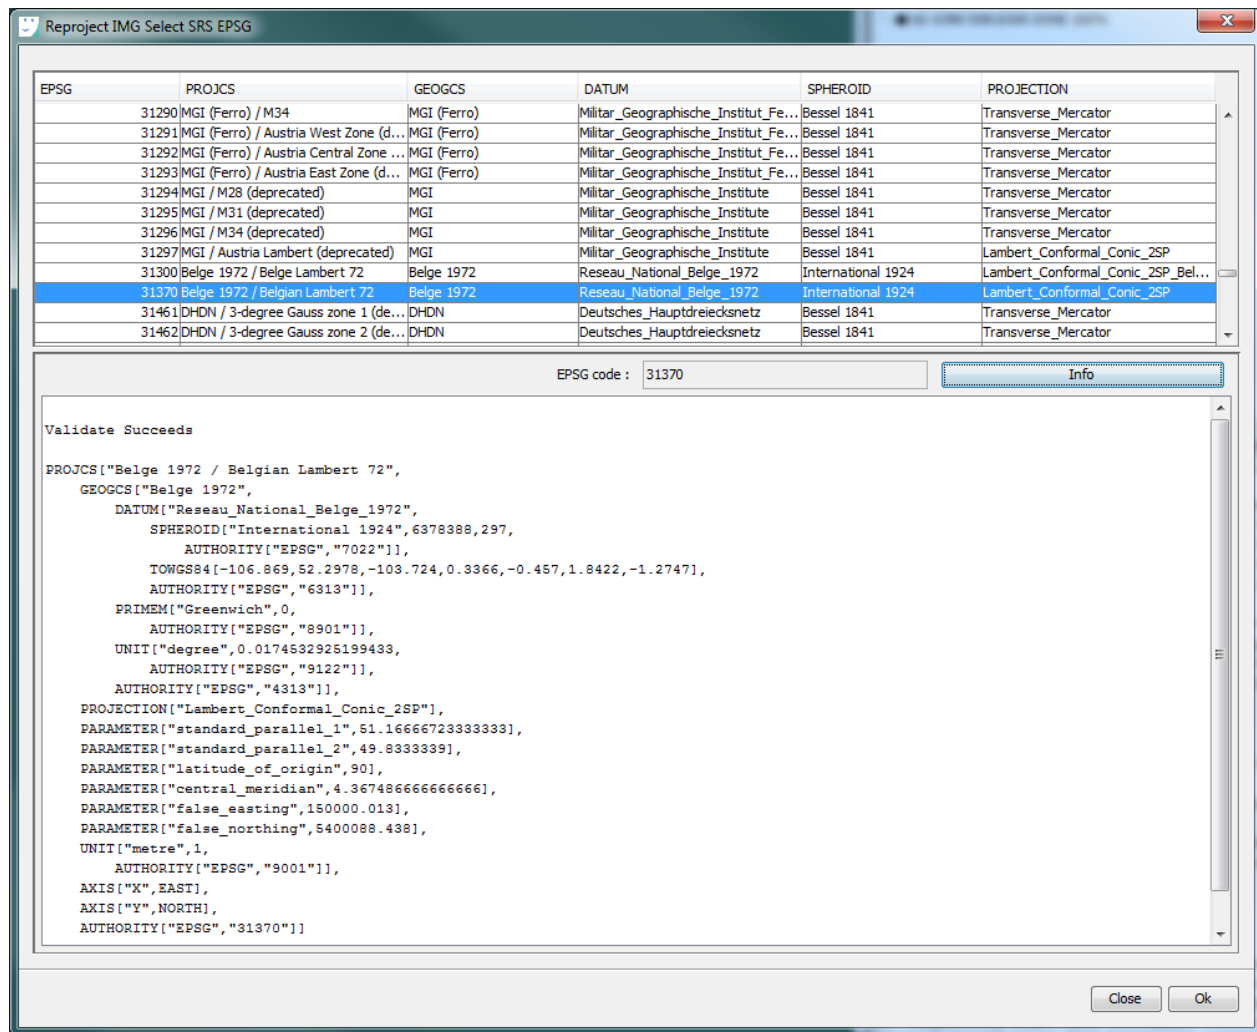 Reproject IMG Select SRS EPSG
EPSG PROJCS GEOGCS DATUM SPHEROID PROJECTION
31290 MGI (Ferro) / M34 MGI (Ferro) Militar_Geographische_Institut_Fe... Bessel 1841 Transverse_Mercator
31291 MGI (Ferro) / Austria West Zone (d... MGI (Ferro) Militar_Geographische_Institut_Fe... Bessel 1841 Transverse_Mercator
31292 MGI (Ferro) / Austria Central Zone ... MGI (Ferro) Militar_Geographische_Institut_Fe... Bessel 1841 Transverse_Mercator
31293 MGI (Ferro) / Austria East Zone (d... MGI (Ferro) Militar_Geographische_Institut_Fe... Bessel 1841 Transverse_Mercator
31294 MGI / M28 (deprecated) MGI Militar_Geographische_Institute Bessel 1841 Transverse_Mercator
31295 MGI / M31 (deprecated) MGI Militar_Geographische_Institute Bessel 1841 Transverse_Mercator
31296 MGI / M34 (deprecated) MGI Militar_Geographische_Institute Bessel 1841 Transverse_Mercator
31297 MGI / Austria Lambert (deprecated) MGI Militar_Geographische_Institute Bessel 1841 Lambert_Conformal_Conic_2SP
31300 Belge 1972 / Belge Lambert 72 Belge 1972 Reseau_National_Belge_1972 International 1924 Lambert_Conformal_Conic_2SP_Bel...
31370 Belge 1972 / Belgian Lambert 72 Belge 1972 Reseau_National_Belge_1972 International 1924 Lambert_Conformal_Conic_2SP
31461 DHDN / 3-degree Gauss zone 1 (de... DHDN Deutsches_Hauptdreiecksnetz Bessel 1841 Transverse_Mercator
31462 DHDN / 3-degree Gauss zone 2 (de... DHDN Deutsches_Hauptdreiecksnetz Bessel 1841 Transverse_Mercator
EPSG code : 31370 Info
Validate Succeeds
PROJCS["Belge 1972 / Belgian Lambert 72",
GEOGCS["Belge 1972",
DATUM["Reseau_National_Belge_1972",
SPHEROID["International 1924",6378388,297,
AUTHORITY["EPSG","7022"]],
TOWGS84[-106.869,52.2978,-103.724,0.3366,-0.457,1.8422,-1.2747],
AUTHORITY["EPSG","6313"]],
PRIMEM["Greenwich",0,
AUTHORITY["EPSG","8901"]],
UNIT["degree",0.0174532925199433,
AUTHORITY["EPSG","9122"]],
AUTHORITY["EPSG","4313"]],
PROJECTION["Lambert_Conformal_Conic_2SP"],
PARAMETER["standard_parallel_1",51.16666723333333],
PARAMETER["standard_parallel_2",49.8333339],
PARAMETER["latitude_of_origin",90],
PARAMETER["central_meridian",4.367486666666666],
PARAMETER["false_easting",150000.013],
PARAMETER["false_northing",5400088.438],
UNIT["metre",1,
AUTHORITY["EPSG","9001"]],
AXIS["X",EAST],
AXIS["Y",NORTH],
AUTHORITY["EPSG","31370"]]
Close Ok